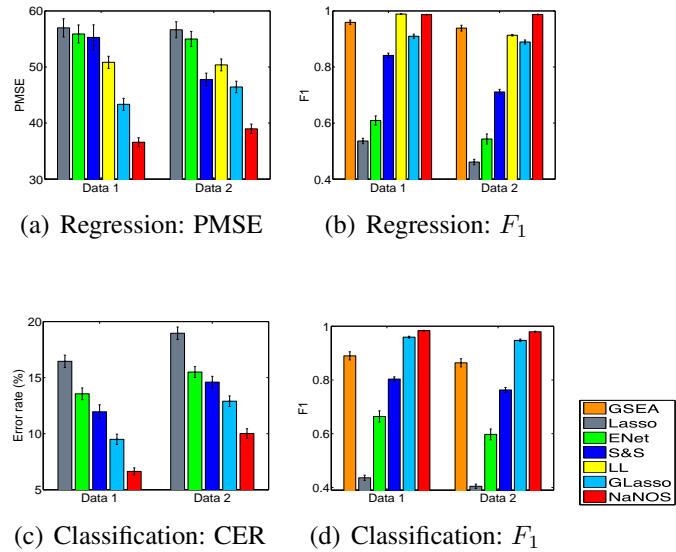 60
50
40
30
PMSE
Data 1 Data 2
(a) Regression: PMSE
1
0.8
0.6
0.4
F1
Data 1 Data 2
(b) Regression: F1
20
15
10
5
Error rate (%)
Data 1 Data 2
(c) Classification: CER
1
0.8
0.6
0.4
F1
Data 1 Data 2
(d) Classification: F1
GSEA
Lasso
ENet
S&S
LL
GLasso
NaNOS